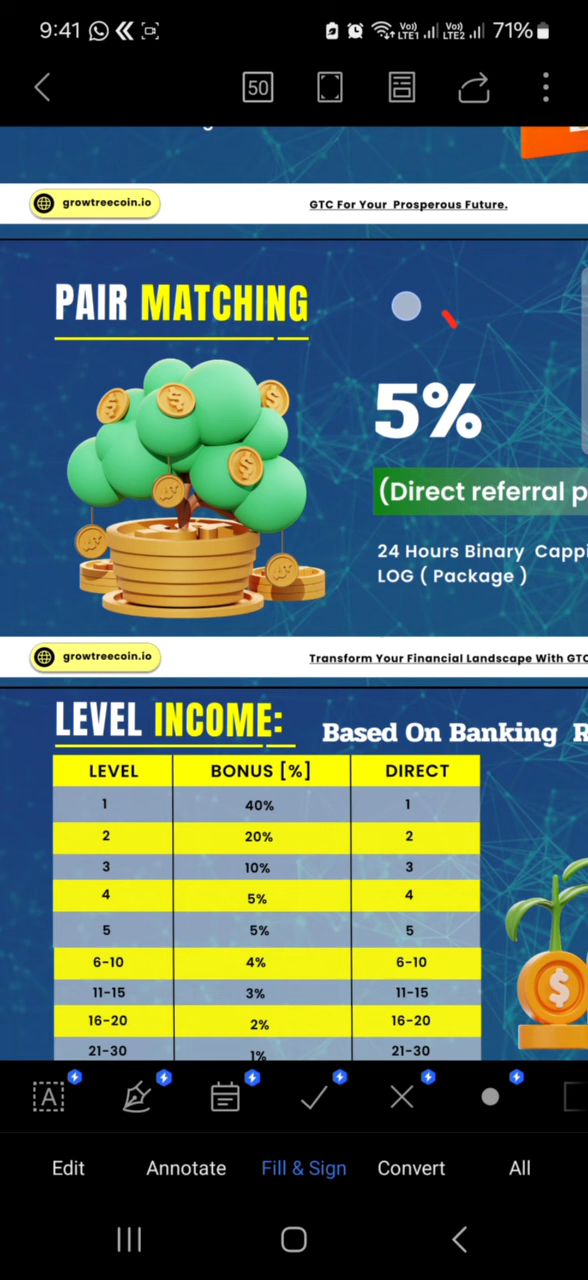 9:41
Vo) LTE1
Vo) LTE2
71%
50
growtreecoin.io
GTC For Your Prosperous Future.
PAIR MATCHING
5%
(Direct referral p
24 Hours Binary Cappi
LOG ( Package )
growtreecoin.io
Transform Your Financial Landscape With GTC
LEVEL INCOME:
Based On Banking R
LEVEL BONUS [%] DIRECT
1 40% 1
2 20% 2
3 10% 3
4 5% 4
5 5% 5
6-10 4% 6-10
11-15 3% 11-15
16-20 2% 16-20
21-30 1% 21-30
A
Edit Annotate Fill & Sign Convert All